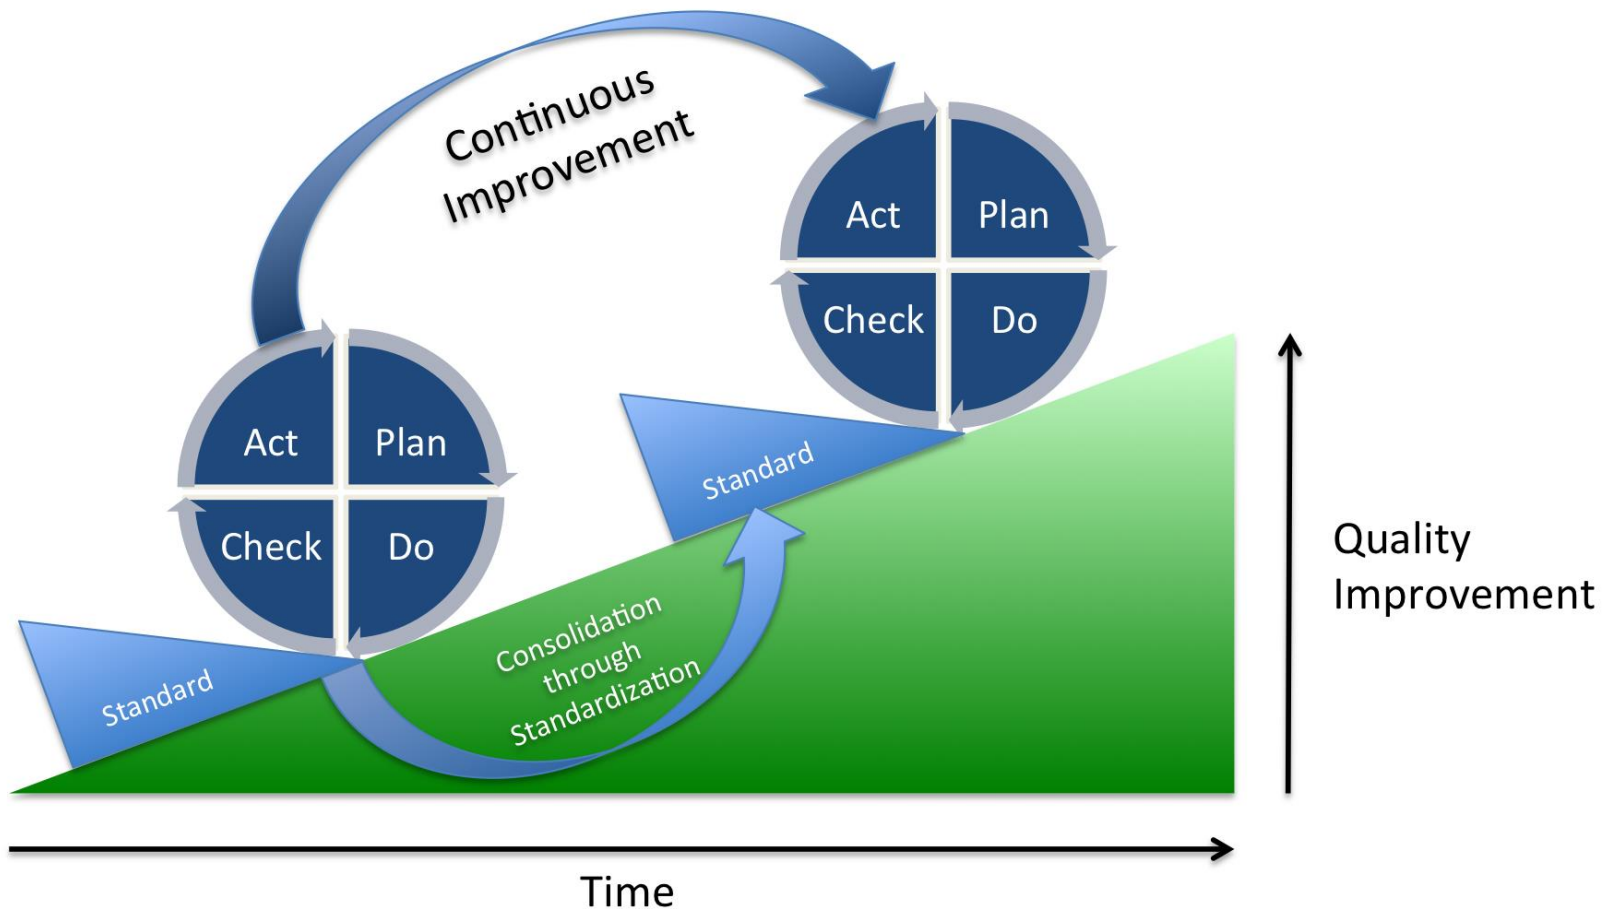 Continuous
Improvement
Act
Plan
Check
Do
Act
Plan
Check
Do
Standard
Standard
Consolidation
through
Standardization
Quality
Improvement
Time